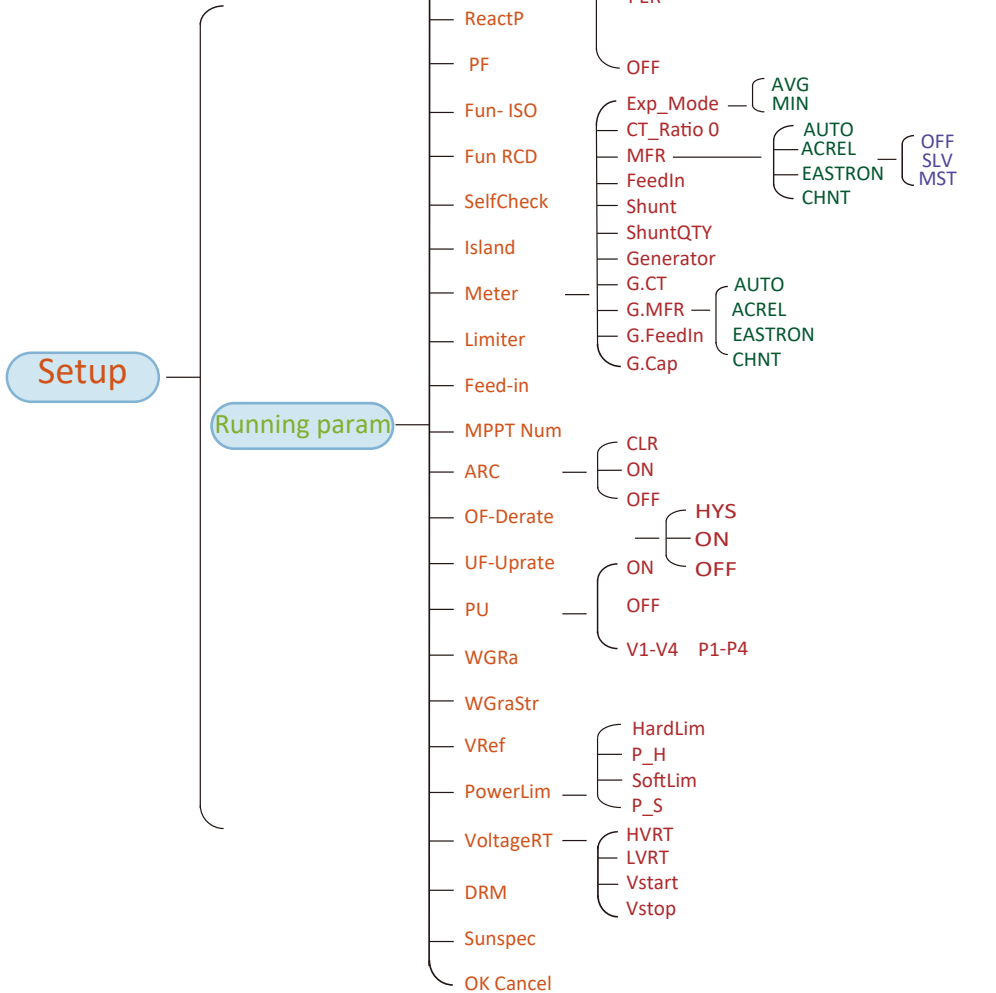 Setup
Running param
ReactP
PF
OFF
Fun- ISO
Fun RCD
SelfCheck
Island
Meter
Exp_Mode
AVG
MIN
CT_Ratio 0
MFR
AUTO
ACREL
EASTRON
CHNT
OFF
SLV
MST
FeedIn
Shunt
ShuntQTY
Generator
G.CT
G.MFR
AUTO
ACREL
EASTRON
CHNT
G.FeedIn
G.Cap
Limiter
Feed-in
MPPT Num
ARC
CLR
ON
OFF
OF-Derate
HYS
ON
OFF
UF-Uprate
PU
ON
OFF
V1-V4 P1-P4
WGRa
WGraStr
VRef
PowerLim
HardLim
P_H
SoftLim
P_S
VoltageRT
HVRT
LVRT
Vstart
Vstop
DRM
Sunspec
OK Cancel